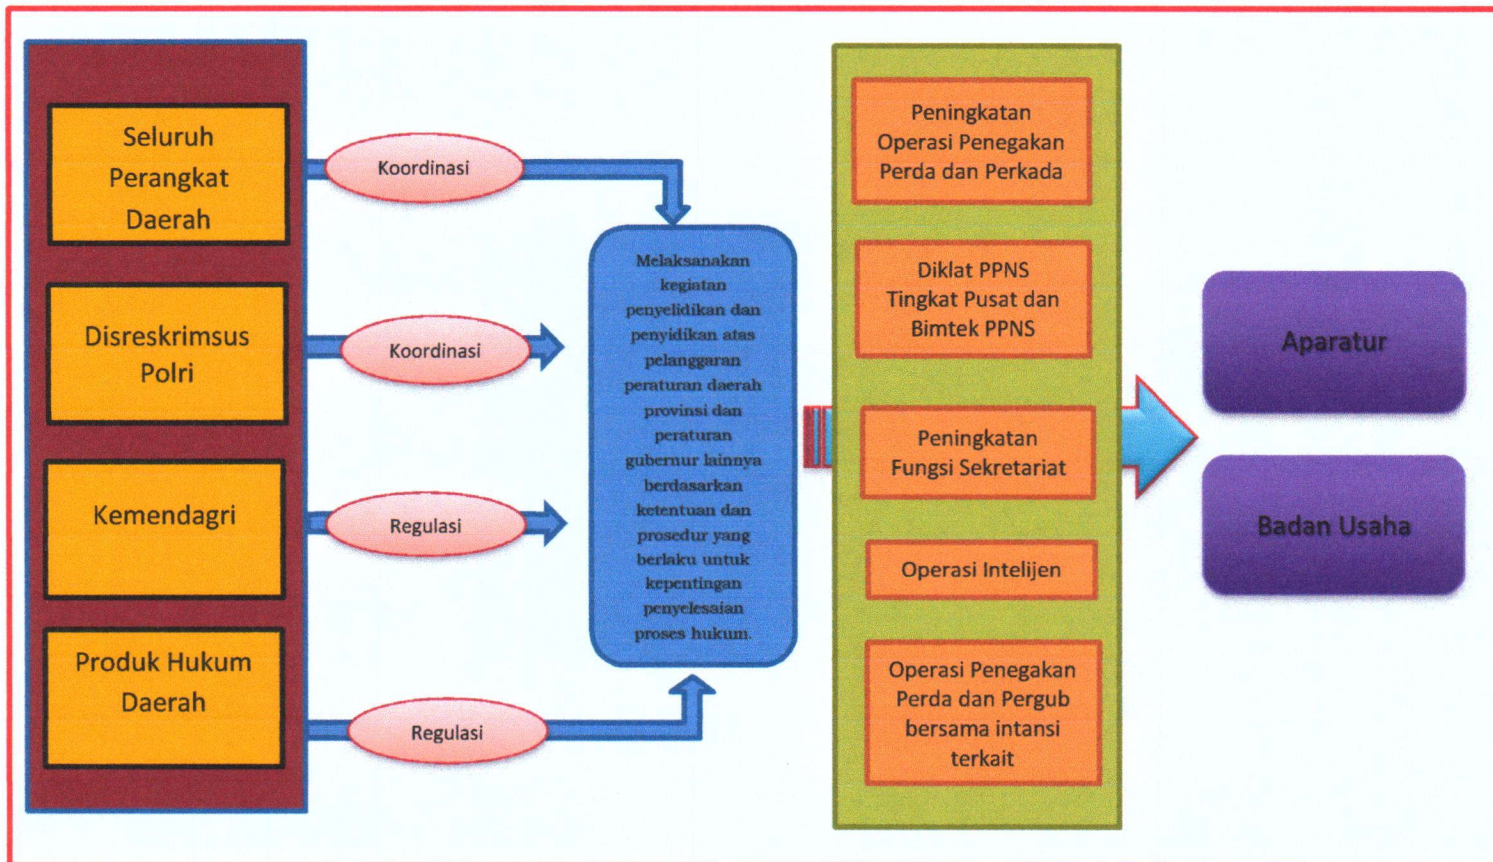 Seluruh
Perangkat
Daerah
Disreskrimsus
Polri
Kemendagri
Produk Hukum
Daerah
Koordinasi
Koordinasi
Regulasi
Regulasi
Melaksanakan
kegiatan
penyelidikan dan
penyidikan atas
pelanggaran
peraturan daerah
provinsi dan
peraturan
gubernur lainnya
berdasarkan
ketentuan dan
prosedur yang
berlaku untuk
kepentingan
penyelesaian
proses hukum.
Peningkatan
Operasi Penegakan
Perda dan Perkada
Diklat PPNS
Tingkat Pusat dan
Bimtek PPNS
Peningkatan
Fungsi Sekretariat
Operasi Intelijen
Operasi Penegakan
Perda dan Pergub
bersama intansi
terkait
Aparatur
Badan Usaha